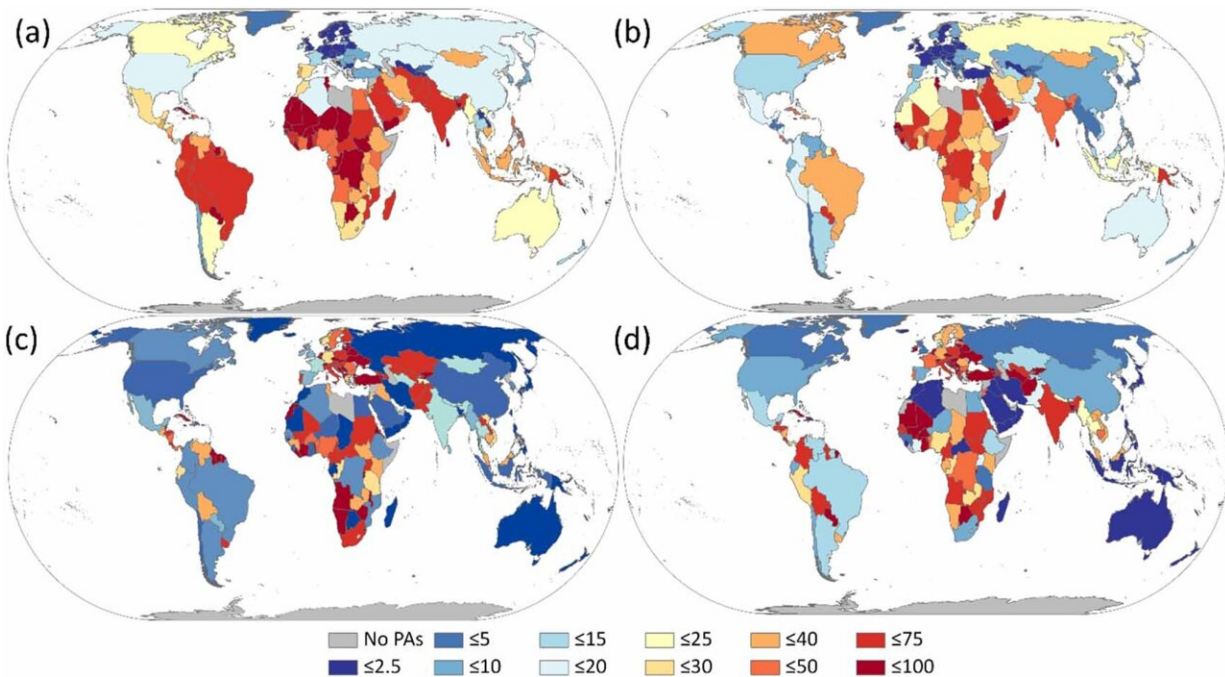 (a) (b)
(c) (d)
No PAs ≤5 ≤15 ≤25 ≤40 ≤75
≤2.5 ≤10 ≤20 ≤30 ≤50 ≤100